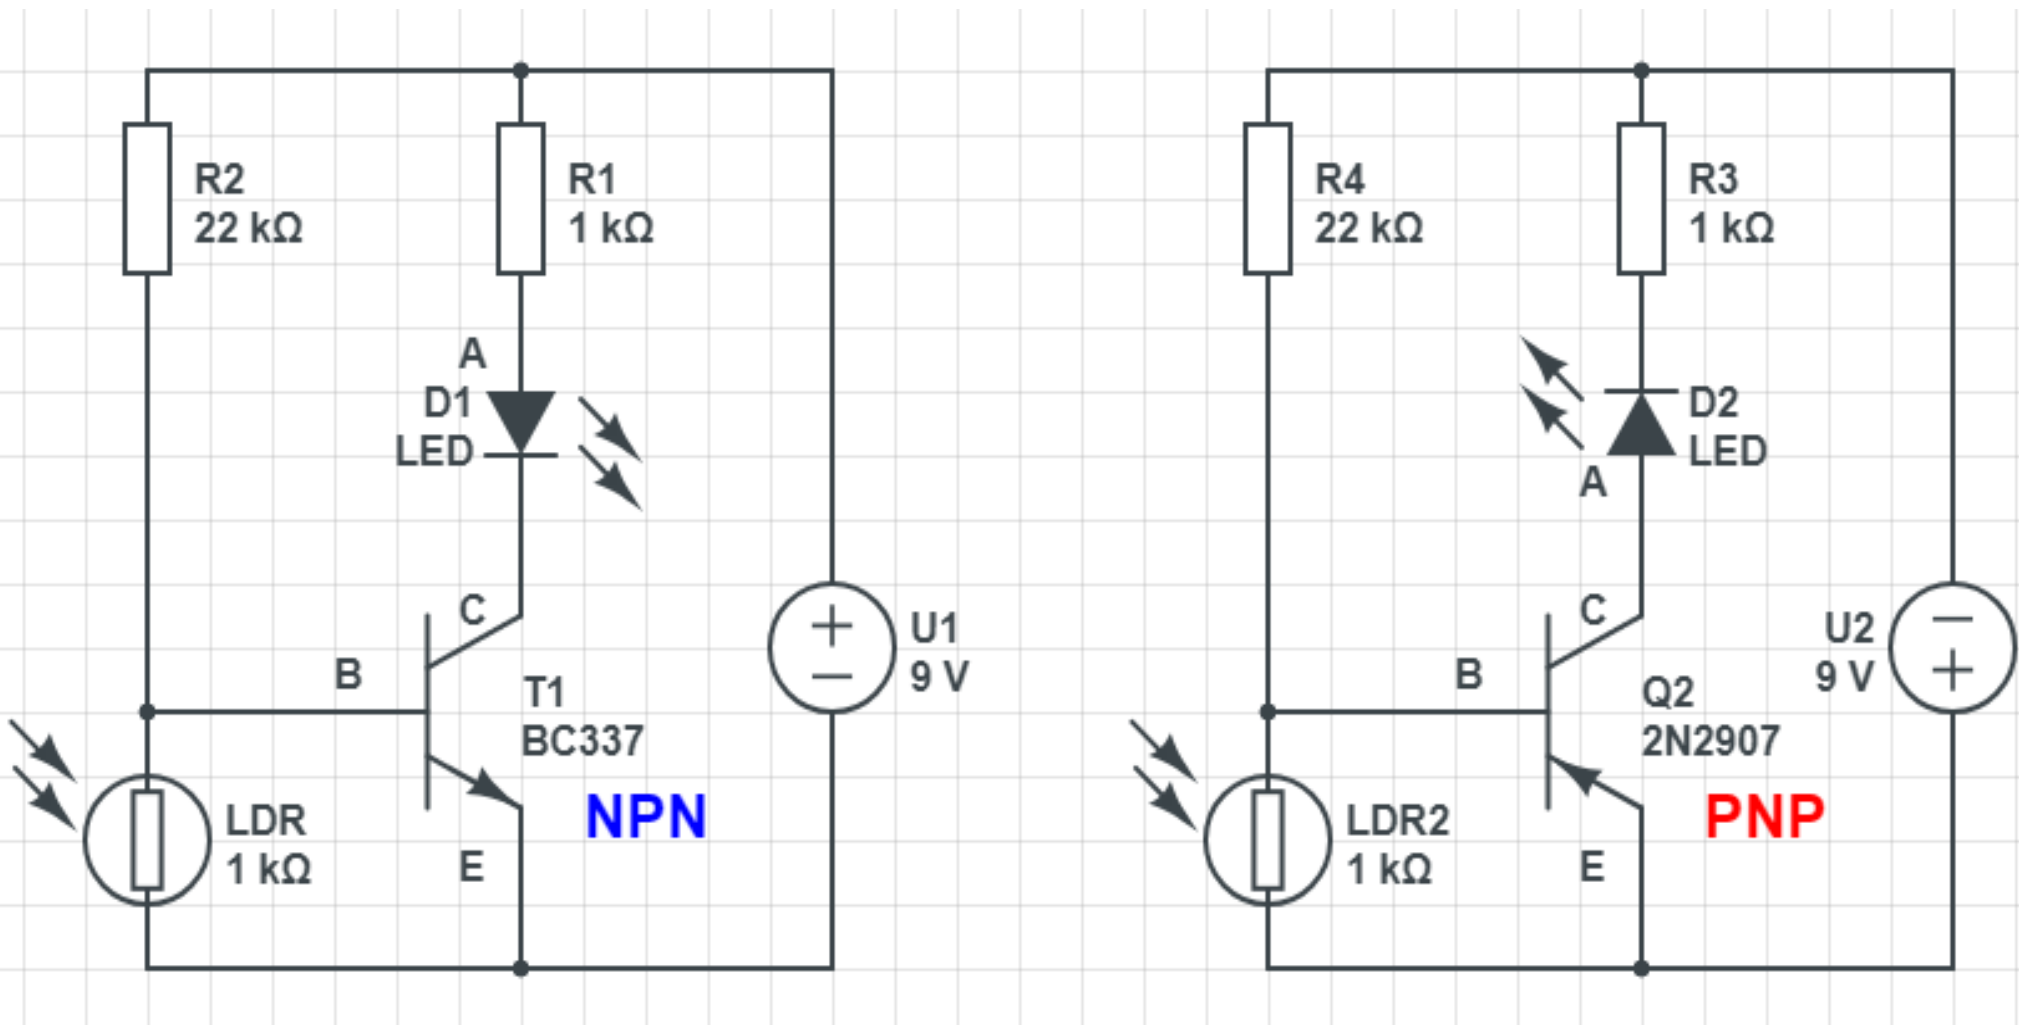 R2
22 kΩ
R1
1 kΩ
A
D1
LED
C
B
T1
BC337
NPN
E
LDR
1 kΩ
+
−
U1
9 V
R4
22 kΩ
R3
1 kΩ
D2
LED
A
C
B
Q2
2N2907
PNP
E
LDR2
1 kΩ
U2
9 V
−
+